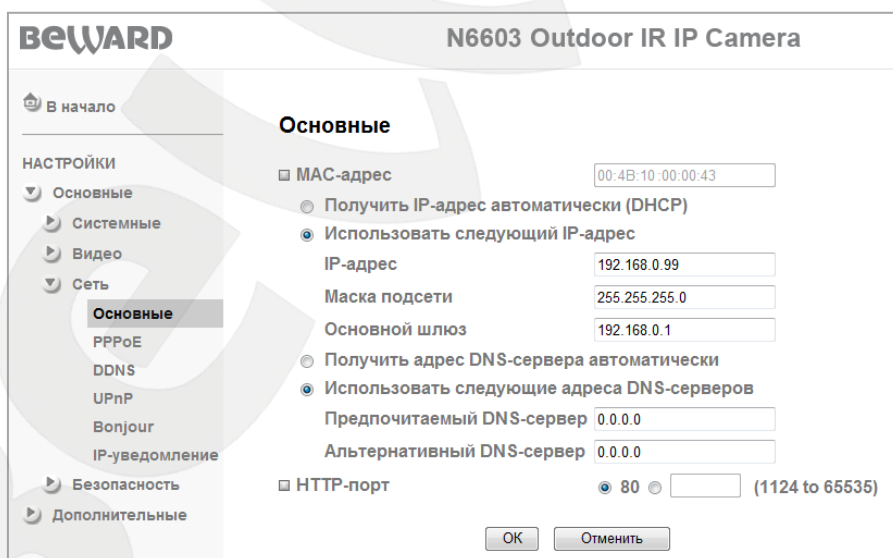 BEWARD
N6603 Outdoor IR IP Camera
В начало
НАСТРОЙКИ
Основные
Системные
Видео
Сеть
Основные
PPPoE
DDNS
UPnP
Bonjour
IP-уведомление
Безопасность
Дополнительные
Основные
MAC-адрес 00:4B:10:00:00:43
Получить IP-адрес автоматически (DHCP)
Использовать следующий IP-адрес
IP-адрес 192.168.0.99
Маска подсети 255.255.255.0
Основной шлюз 192.168.0.1
Получить адрес DNS-сервера автоматически
Использовать следующие адреса DNS-серверов
Предпочитаемый DNS-сервер 0.0.0.0
Альтернативный DNS-сервер 0.0.0.0
HTTP-порт 80 (1124 to 65535)
OK Отменить